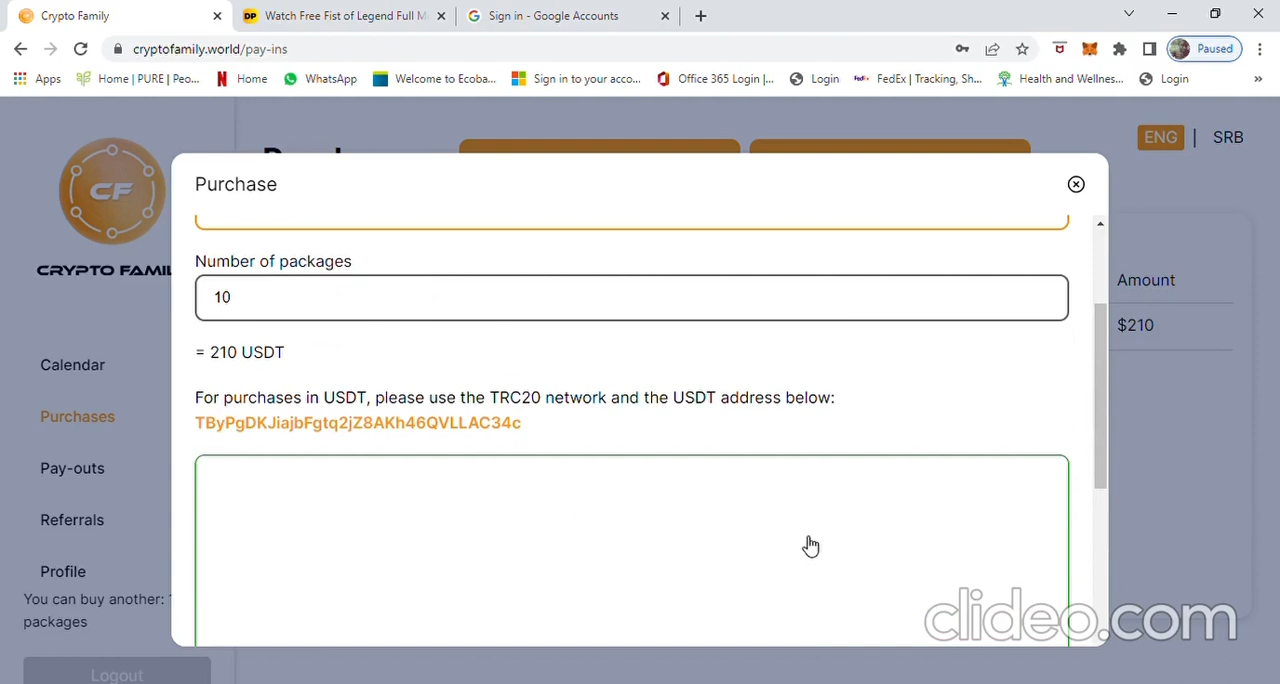 Crypto Family
DP Watch Free Fist of Legend Full M
Sign in - Google Accounts
cryptofamily.world/pay-ins
Paused
Apps
Home | PURE | Peo...
Home
WhatsApp
Welcome to Ecoba...
Sign in to your acco...
Office 365 Login |...
Login
FedEx FedEx | Tracking, Sh...
Health and Wellnes...
Login
»
ENG | SRB
CF
CRYPTO FAMIL
Purchase
Number of packages
10
= 210 USDT
For purchases in USDT, please use the TRC20 network and the USDT address below:
TByPgDKJiajbFgtq2jZ8AKh46QVLLAC34c
Amount
$210
Calendar
Purchases
Pay-outs
Referrals
Profile
You can buy another:
packages
Logout
clideo.com